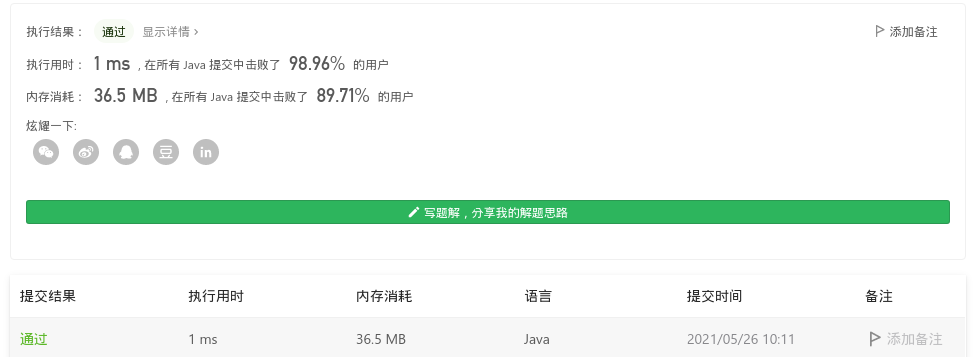 执行结果： 通过 显示详情 › 添加备注
执行用时： 1 ms , 在所有 Java 提交中击败了 98.96% 的用户
内存消耗： 36.5 MB , 在所有 Java 提交中击败了 89.71% 的用户
炫耀一下:
豆 in
写题解，分享我的解题思路
提交结果 执行用时 内存消耗 语言 提交时间 备注
通过 1 ms 36.5 MB Java 2021/05/26 10:11 添加备注